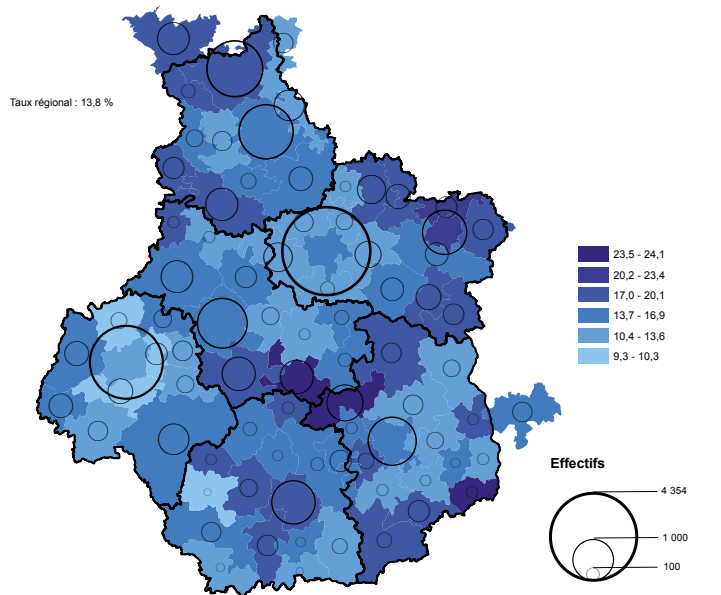 Taux régional : 13,8 %
23,5 - 24,1
20,2 - 23,4
17,0 - 20,1
13,7 - 16,9
10,4 - 13,6
9,3 - 10,3
Effectifs
4 354
1 000
100